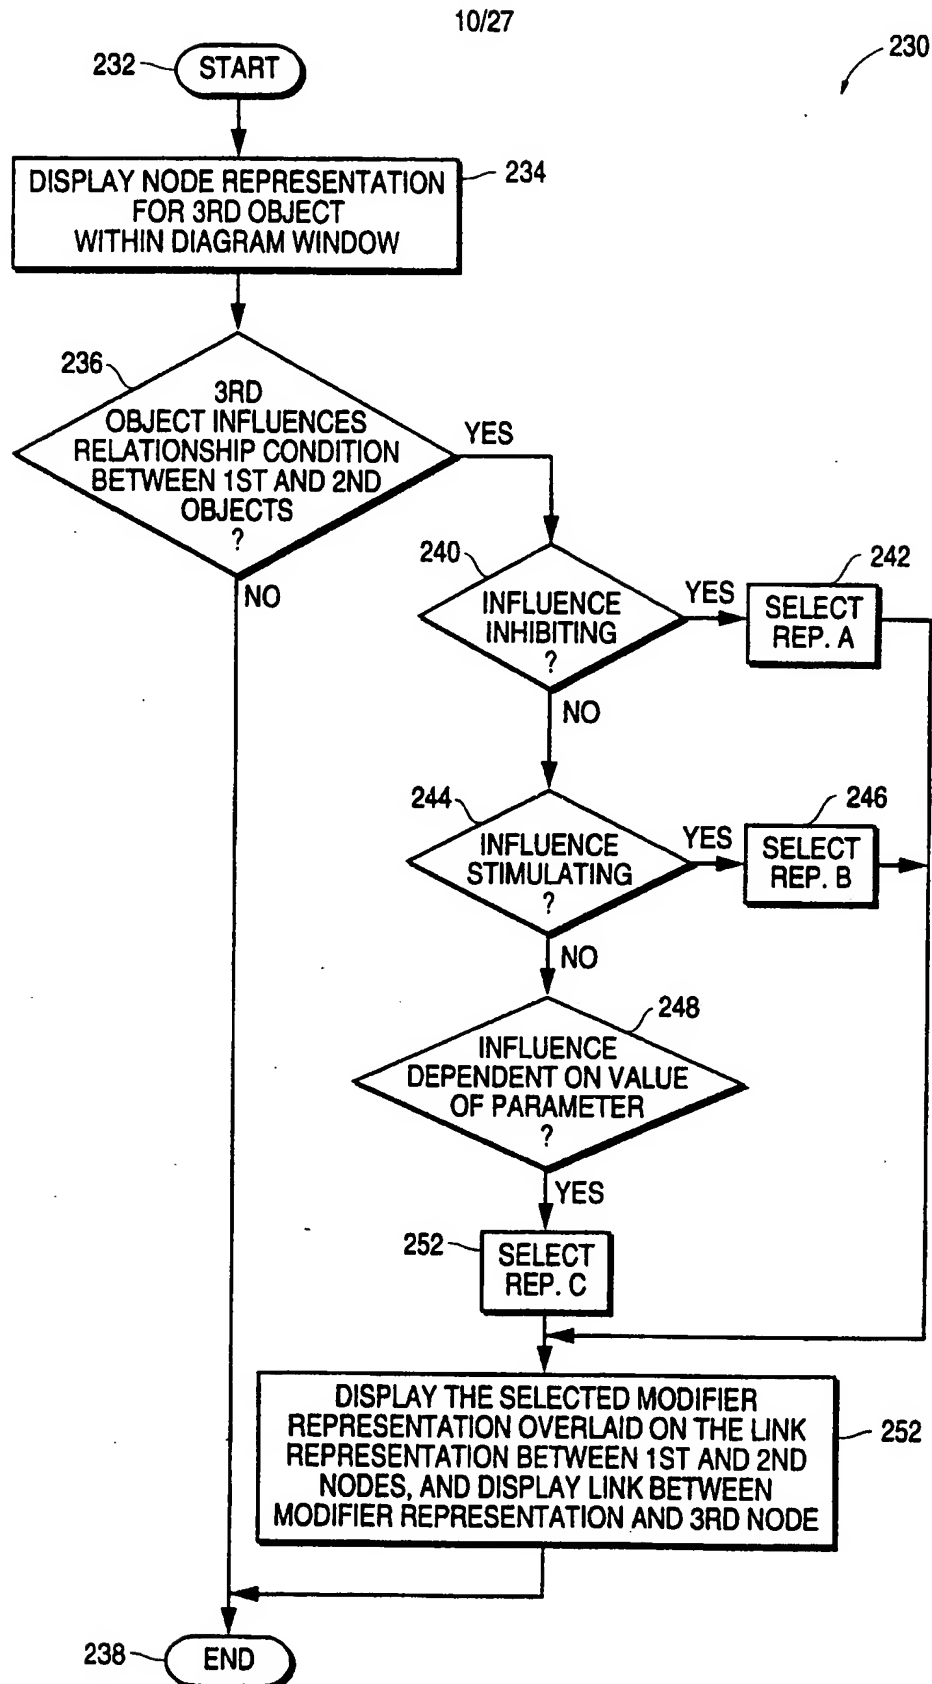 10/27
230
232
START
DISPLAY NODE REPRESENTATION
FOR 3RD OBJECT
WITHIN DIAGRAM WINDOW
234
236
3RD
OBJECT INFLUENCES
RELATIONSHIP CONDITION
BETWEEN 1ST AND 2ND
OBJECTS
?
YES
NO
240
INFLUENCE
INHIBITING
?
YES
242
SELECT
REP. A
NO
244
INFLUENCE
STIMULATING
?
YES
246
SELECT
REP. B
NO
248
INFLUENCE
DEPENDENT ON VALUE
OF PARAMETER
?
YES
252
SELECT
REP. C
DISPLAY THE SELECTED MODIFIER
REPRESENTATION OVERLAID ON THE LINK
REPRESENTATION BETWEEN 1ST AND 2ND
NODES, AND DISPLAY LINK BETWEEN
MODIFIER REPRESENTATION AND 3RD NODE
252
238
END